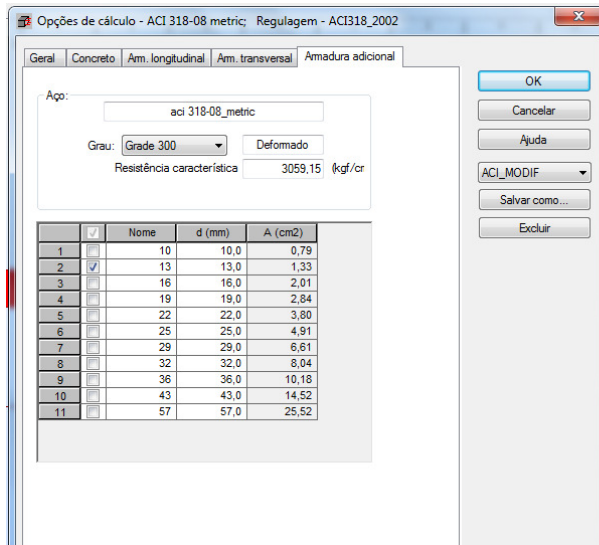 Opções de cálculo - ACI 318-08 metric; Regulagem - ACI318_2002
Geral Concreto Arm. longitudinal Arm. transversal Armadura adicional
Aço:
aci 318-08_metric
Grau: Grade 300 Deformado
Resistência característica 3059,15 (kgf/cr
Nome d (mm) A (cm2)
1 10 10,0 0,79
2 13 13,0 1,33
3 16 16,0 2,01
4 19 19,0 2,84
5 22 22,0 3,80
6 25 25,0 4,91
7 29 29,0 6,61
8 32 32,0 8,04
9 36 36,0 10,18
10 43 43,0 14,52
11 57 57,0 25,52
OK
Cancelar
Ajuda
ACI_MODIF
Salvar como...
Excluir